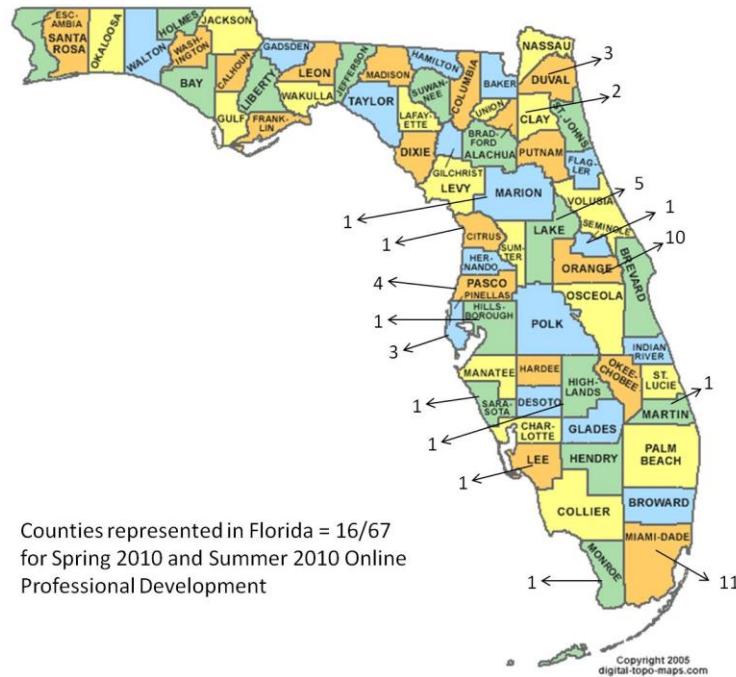 ESC-
AMBIA
SANTA
ROSA
OKALOOSA
WALTON
HOLMES
WASH-
INGTON
BAY
JACKSON
CALHOUN
GULF
LIBERTY
GADSDEN
FRANK-
LIN
LEON
WAKULLA
JEFFERSON
MADISON
TAYLOR
HAMILTON
SUWAN-
NEE
LAFAY-
ETTE
DIXIE
COLUMBIA
BAKER
UNION
BRAD-
FORD
ALACHUA
GILCHRIST
LEVY
NASSAU
DUVAL
3
2
CLAY
ST. JOHNS
PUTNAM
FLAG-
LER
MARION
1
VOLUSIA
5
LAKE
SEMINOLE
1
1
CITRUS
SUM-
TER
ORANGE
10
HER-
NANDO
BREVARD
4
PASCO
PINELLAS
OSCEOLA
1
HILLS-
BOROUGH
POLK
3
INDIAN
RIVER
MANATEE
HARDEE
HIGH-
LANDS
OKEE-
CHOBEE
ST.
LUCIE
1
1
SARA-
SOTA
DESOTO
MARTIN
1
CHAR-
LOTTE
GLADES
PALM
BEACH
1
LEE
HENDRY
COLLIER
BROWARD
MIAMI-DADE
MONROE
1
11
Counties represented in Florida = 16/67
for Spring 2010 and Summer 2010 Online
Professional Development
Copyright 2005
digital-topo-maps.com